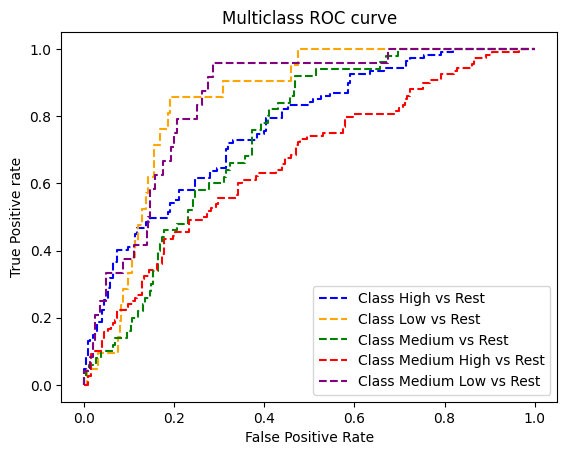 Multiclass ROC curve
True Positive rate
1.0
0.8
0.6
0.4
0.2
0.0
Class High vs Rest
Class Low vs Rest
Class Medium vs Rest
Class Medium High vs Rest
Class Medium Low vs Rest
0.0 0.2 0.4 0.6 0.8 1.0
False Positive Rate